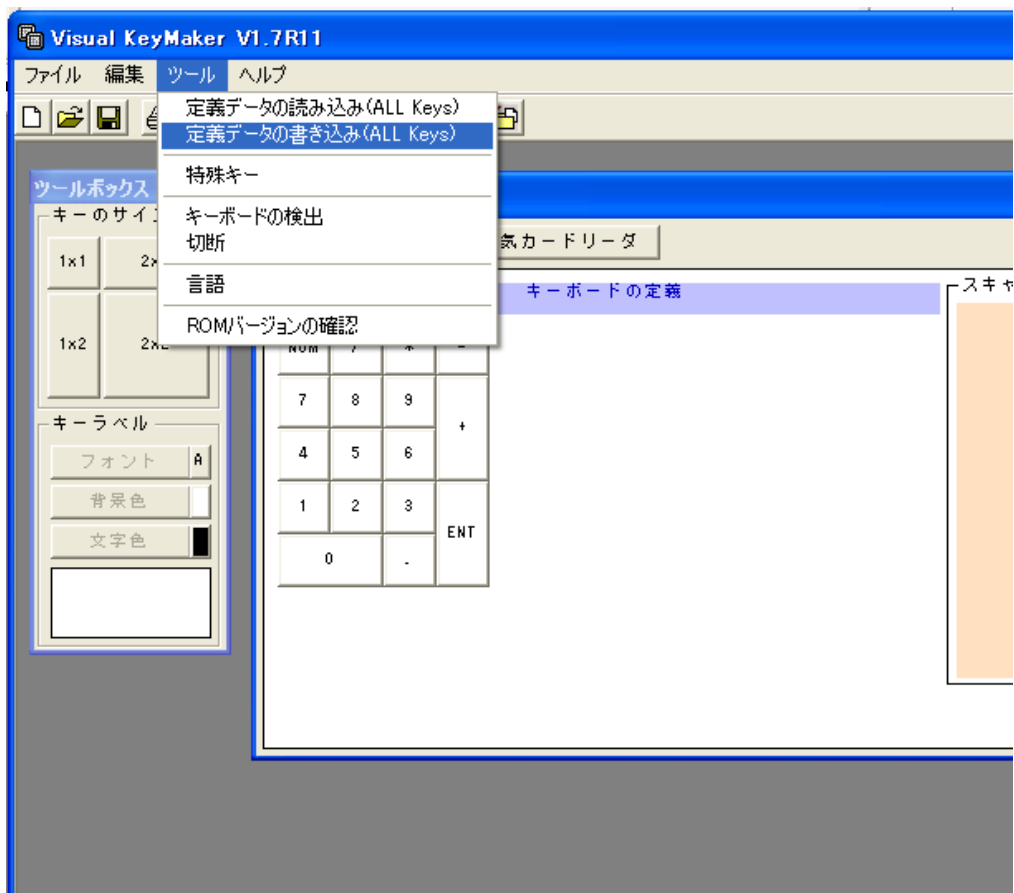 Visual KeyMaker V1.7R11
ファイル 編集 ツール ヘルプ
定義データの読み込み(ALL Keys)
定義データの書き込み(ALL Keys)
特殊キー
キーボードの検出
切断
言語
ROMバージョンの確認
ツールボックス
キーのサイ
1x1
1x2
キーラベル
フォント A
背景色
文字色
気カードリーダ
キーボードの定義
7 8 9 +
4 5 6
1 2 3 ENT
0 .
スキャ